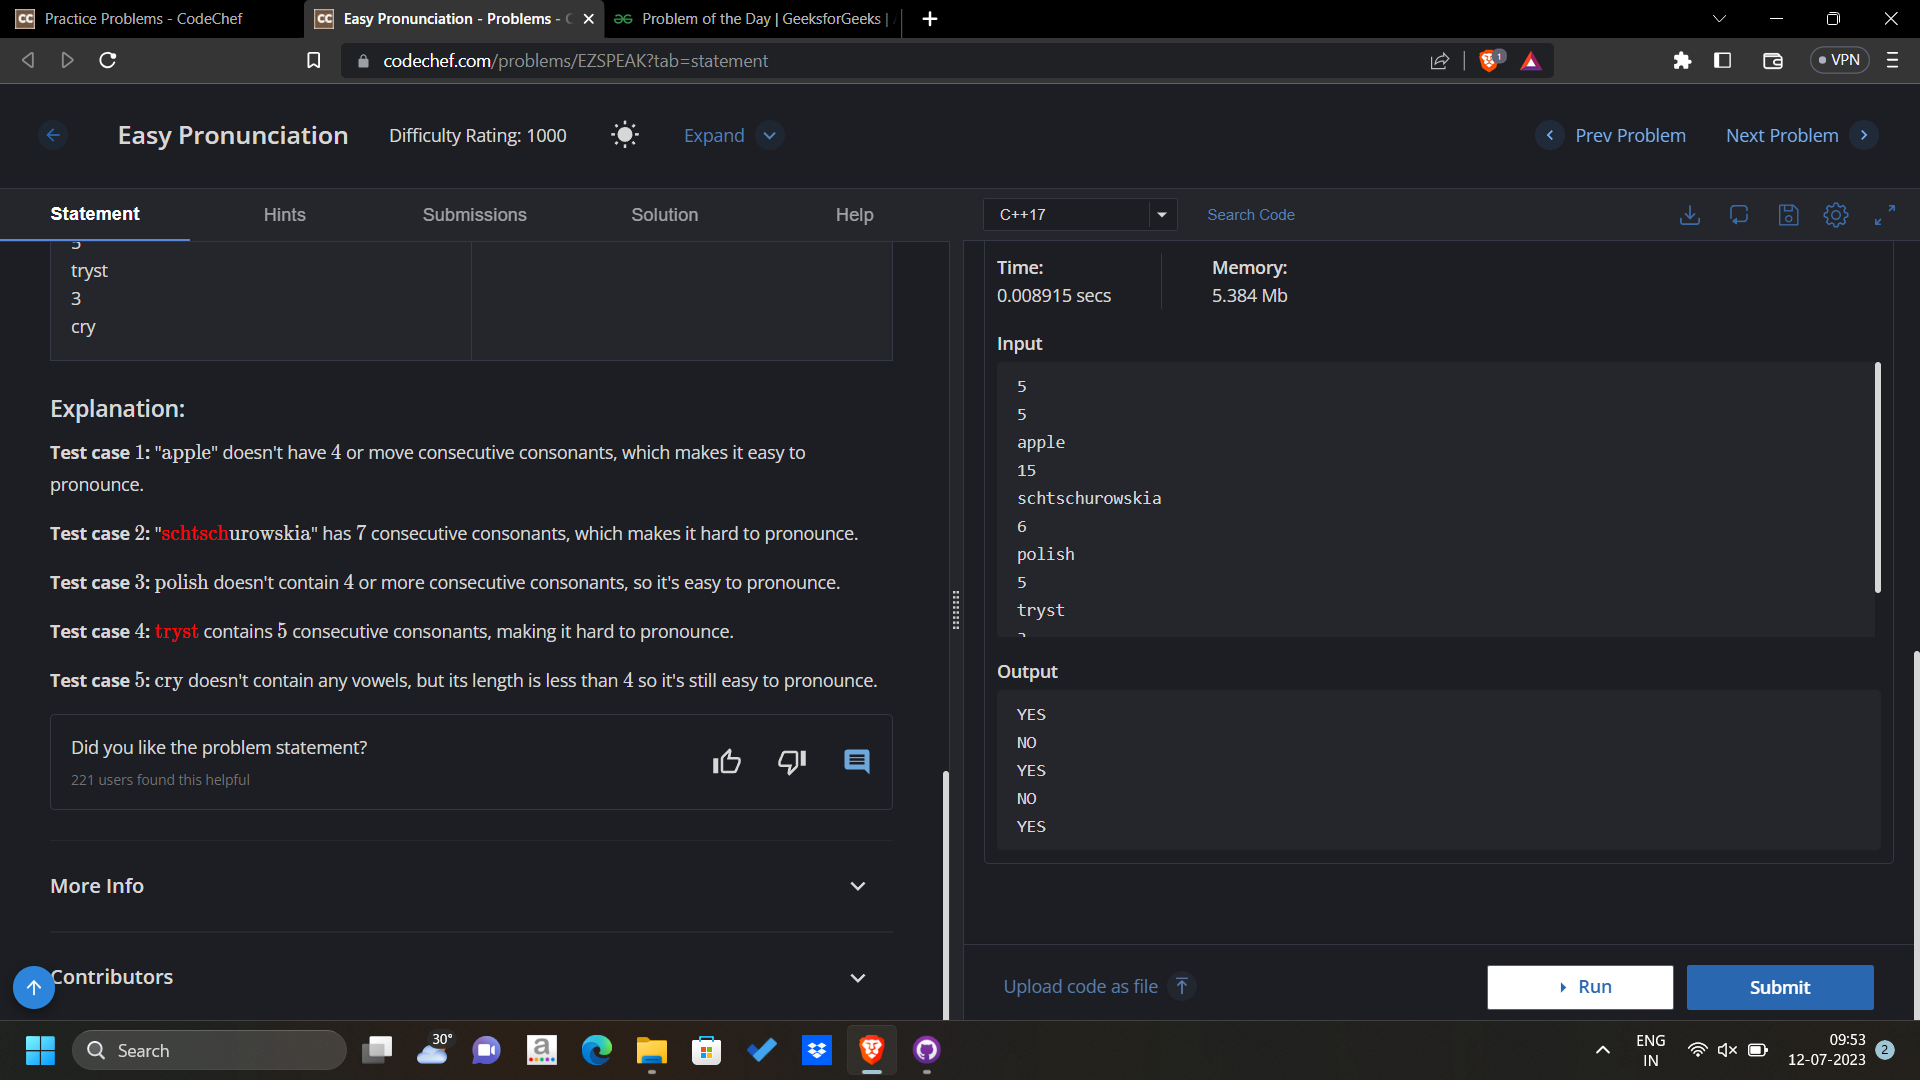 Practice Problems - CodeChef
Easy Pronunciation - Problems -
Problem of the Day | GeeksforGeeks |
codechef.com/problems/EZSPEAK?tab=statement
1
VPN
Easy Pronunciation
Difficulty Rating: 1000
Expand
Prev Problem
Next Problem
Statement
Hints
Submissions
Solution
Help
C++17
Search Code
5
tryst
3
cry
Explanation:
Test case 1: "apple" doesn't have 4 or move consecutive consonants, which makes it easy to
pronounce.
Test case 2: "schtschurowskia" has 7 consecutive consonants, which makes it hard to pronounce.
Test case 3: polish doesn't contain 4 or more consecutive consonants, so it's easy to pronounce.
Test case 4: tryst contains 5 consecutive consonants, making it hard to pronounce.
Test case 5: cry doesn't contain any vowels, but its length is less than 4 so it's still easy to pronounce.
Did you like the problem statement?
221 users found this helpful
More Info
Contributors
Time:
0.008915 secs
Memory:
5.384 Mb
Input
5
5
apple
15
schtschurowskia
6
polish
5
tryst
Output
YES
NO
YES
NO
YES
Upload code as file
Run
Submit
Search
30°
ENG
IN
09:53
12-07-2023
2